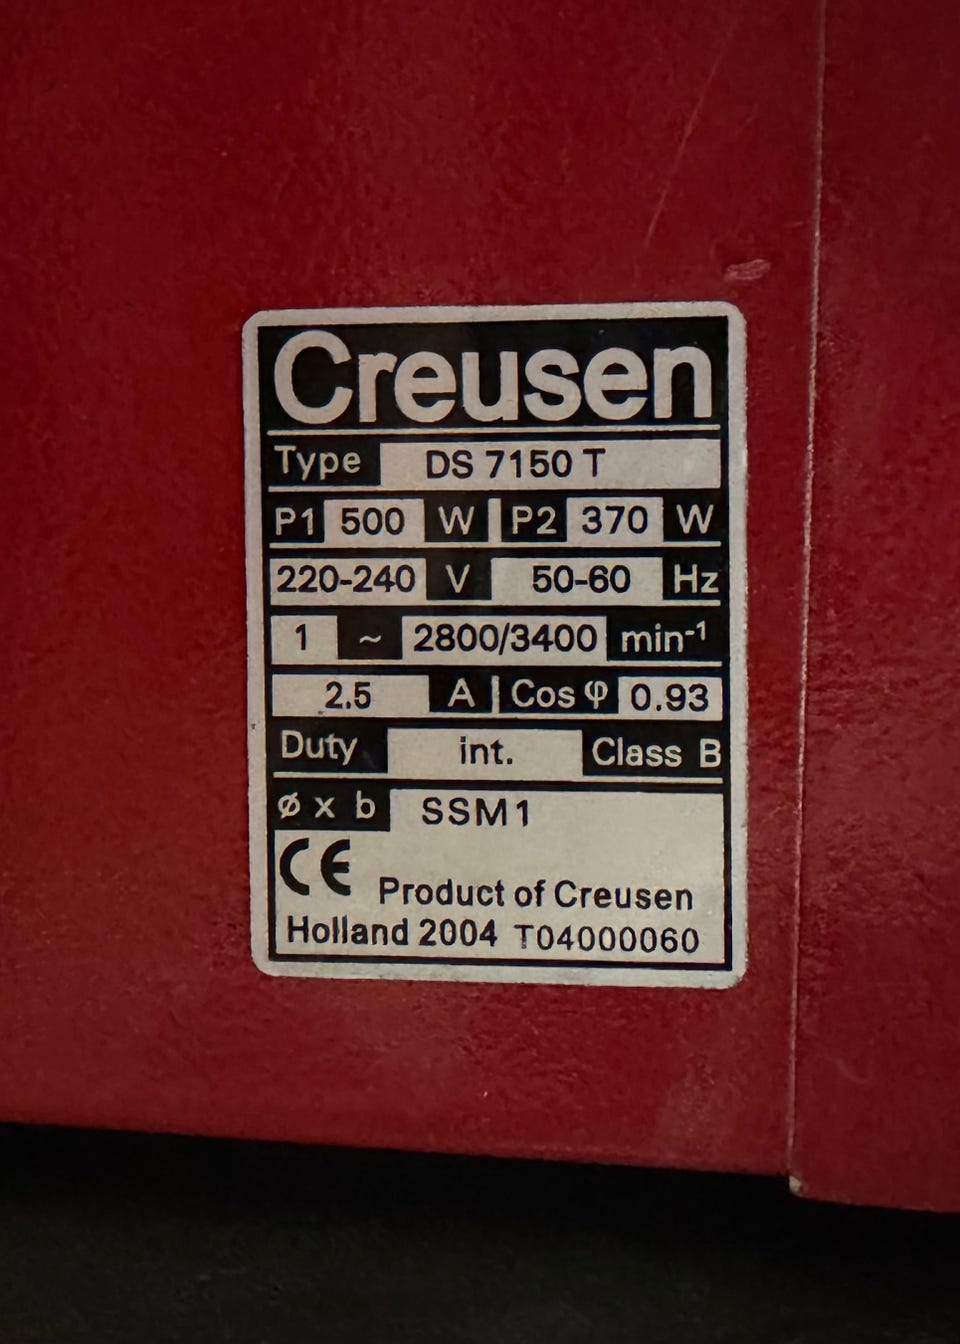 Creusen
Type DS 7150 T
P1 500 W | P2 370 W
220-240 V 50-60 Hz
1 ~ 2800/3400 min⁻¹
2.5 A | Cos φ 0.93
Duty int. Class B
ø x b SSM1
CE Product of Creusen
Holland 2004 T04000060